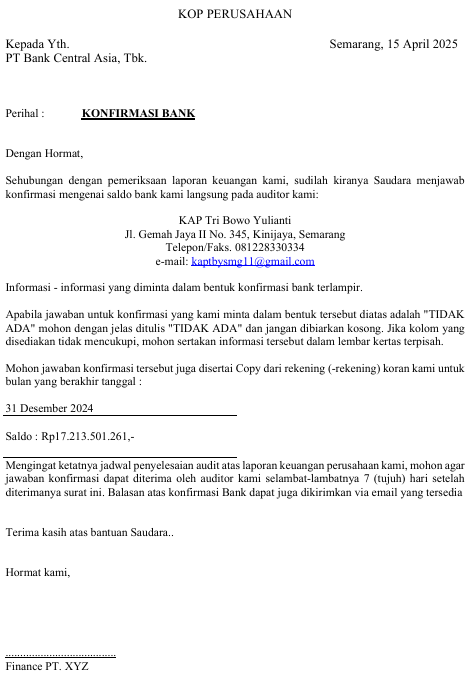 KOP PERUSAHAAN
Kepada Yth.
Semarang, 15 April 2025
PT Bank Central Asia, Tbk.
Perihal : KONFIRMASI BANK
Dengan Hormat,
Sehubungan dengan pemeriksaan laporan keuangan kami, sudilah kiranya Saudara menjawab
konfirmasi mengenai saldo bank kami langsung pada auditor kami:
KAP Tri Bowo Yulianti
Jl. Gemah Jaya II No. 345, Kinijaya, Semarang
Telepon/Faks. 081228330334
e-mail: kaptbysmg11@gmail.com
Informasi - informasi yang diminta dalam bentuk konfirmasi bank terlampir.
Apabila jawaban untuk konfirmasi yang kami minta dalam bentuk tersebut diatas adalah "TIDAK
ADA" mohon dengan jelas ditulis "TIDAK ADA" dan jangan dibiarkan kosong. Jika kolom yang
disediakan tidak mencukupi, mohon sertakan informasi tersebut dalam lembar kertas terpisah.
Mohon jawaban konfirmasi tersebut juga disertai Copy dari rekening (-rekening) koran kami untuk
bulan yang berakhir tanggal :
31 Desember 2024
Saldo : Rp17.213.501.261,-
Mengingat ketatnya jadwal penyelesaian audit atas laporan keuangan perusahaan kami, mohon agar
jawaban konfirmasi dapat diterima oleh auditor kami selambat-lambatnya 7 (tujuh) hari setelah
diterimanya surat ini. Balasan atas konfirmasi Bank dapat juga dikirimkan via email yang tersedia
Terima kasih atas bantuan Saudara..
Hormat kami,
......................................
Finance PT. XYZ